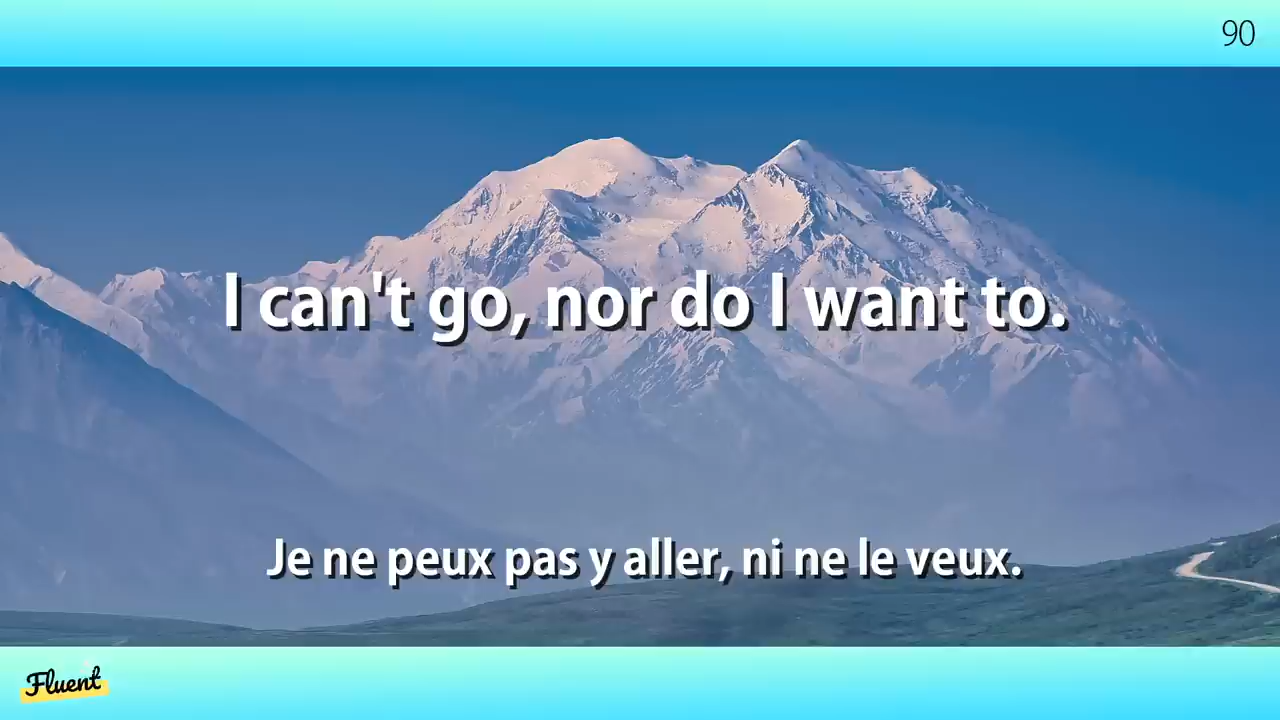 90
I can't go, nor do I want to.
Je ne peux pas y aller, ni ne le veux.
Fluent